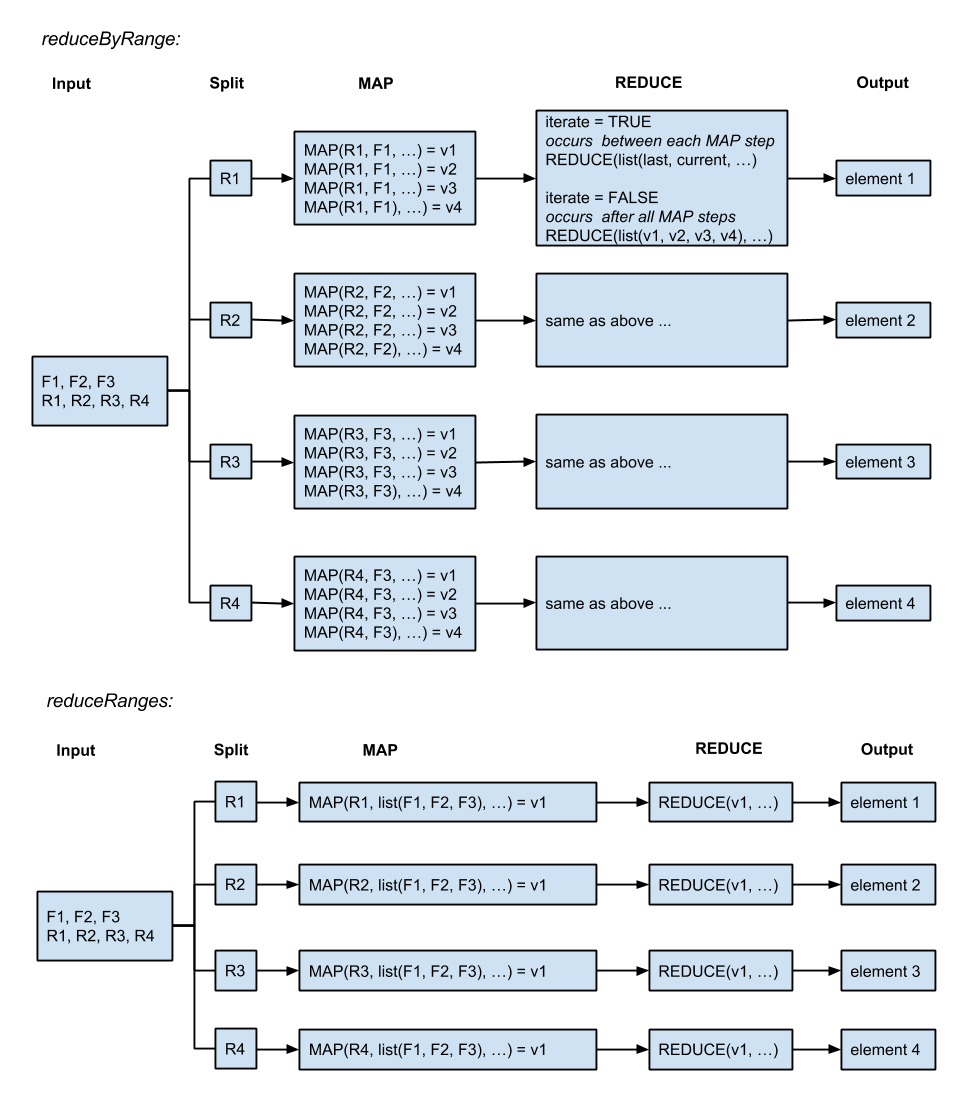 reduceByRange:
Input Split MAP REDUCE Output
R1
MAP(R1, F1, …) = v1
MAP(R1, F1, …) = v2
MAP(R1, F1, …) = v3
MAP(R1, F1), …) = v4
iterate = TRUE
occurs between each MAP step
REDUCE(list(last, current, …)
iterate = FALSE
occurs after all MAP steps
REDUCE(list(v1, v2, v3, v4), …)
element 1
R2
MAP(R2, F2, …) = v1
MAP(R2, F2, …) = v2
MAP(R2, F2, …) = v3
MAP(R2, F2), …) = v4
same as above ...
element 2
F1, F2, F3
R1, R2, R3, R4
R3
MAP(R3, F3, …) = v1
MAP(R3, F3, …) = v2
MAP(R3, F3, …) = v3
MAP(R3, F3), …) = v4
same as above ...
element 3
R4
MAP(R4, F3, …) = v1
MAP(R4, F3, …) = v2
MAP(R4, F3, …) = v3
MAP(R4, F3), …) = v4
same as above ...
element 4
reduceRanges:
Input Split MAP REDUCE Output
R1 MAP(R1, list(F1, F2, F3), …) = v1 REDUCE(v1, …) element 1
R2 MAP(R2, list(F1, F2, F3), …) = v1 REDUCE(v1, …) element 2
F1, F2, F3
R1, R2, R3, R4
R3 MAP(R3, list(F1, F2, F3), …) = v1 REDUCE(v1, …) element 3
R4 MAP(R4, list(F1, F2, F3), …) = v1 REDUCE(v1, …) element 4